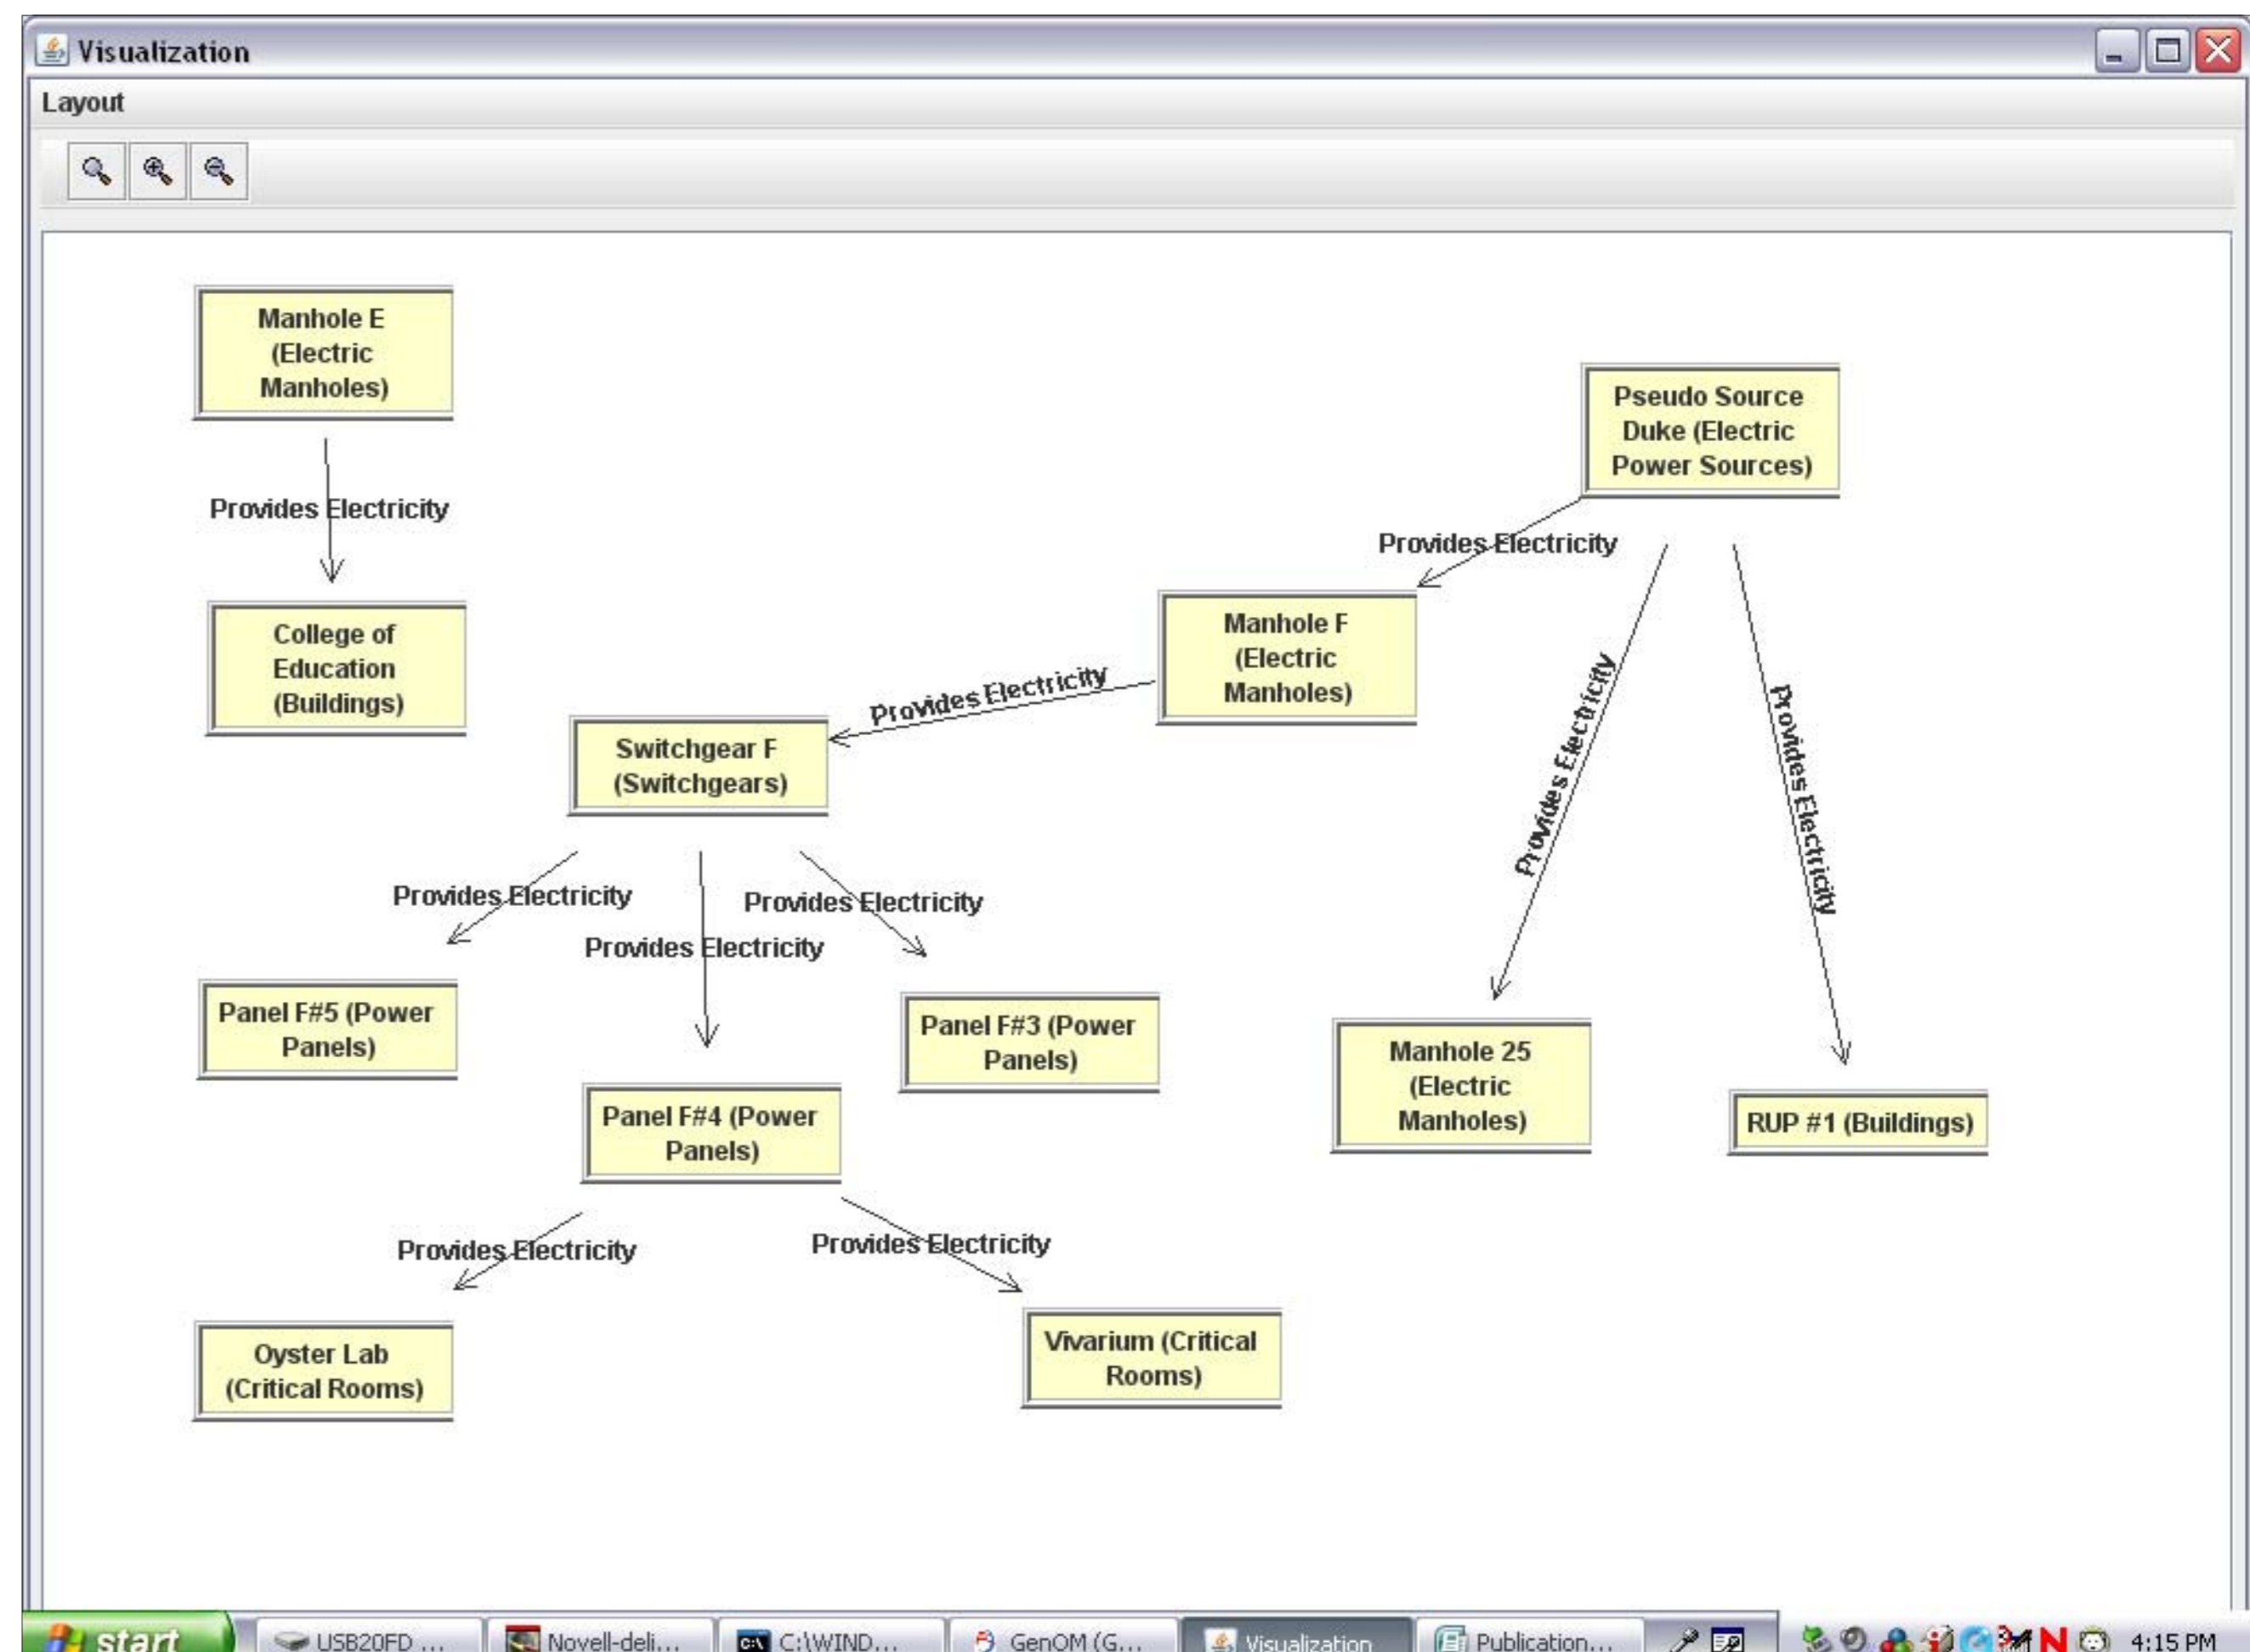 Visualization
Layout
Manhole E
(Electric
Manholes)
Pseudo Source
Duke (Electric
Power Sources)
Provides Electricity
Provides Electricity
College of
Education
(Buildings)
Manhole F
(Electric
Manholes)
Provides Electricity
Provides Electricity
Provides Electricity
Switchgear F
(Switchgears)
Provides Electricity
Provides Electricity
Provides Electricity
Panel F#5 (Power
Panels)
Panel F#3 (Power
Panels)
Manhole 25
(Electric
Manholes)
Panel F#4 (Power
Panels)
RUP #1 (Buildings)
Provides Electricity
Provides Electricity
Oyster Lab
(Critical Rooms)
Vivarium (Critical
Rooms)
start
USB20FD ...
Novell-deli...
C:\WIND...
GenOM (G...
Visualization
Publication...
4:15 PM